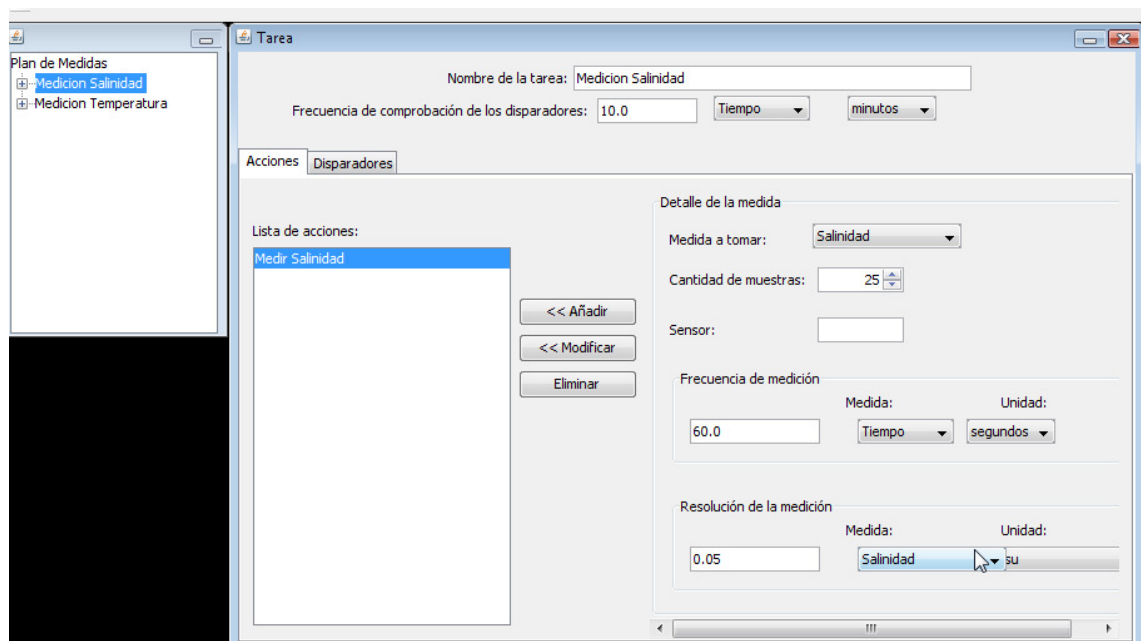 Tarea
Plan de Medidas
Medicion Salinidad
Medicion Temperatura
Nombre de la tarea: Medicion Salinidad
Frecuencia de comprobación de los disparadores: 10.0 Tiempo minutos
Acciones Disparadores
Lista de acciones:
Medir Salinidad
<< Añadir
<< Modificar
Eliminar
Detalle de la medida
Medida a tomar: Salinidad
Cantidad de muestras: 25
Sensor:
Frecuencia de medición
Medida: Unidad:
60.0 Tiempo segundos
Resolución de la medición
Medida: Unidad:
0.05 Salinidad su